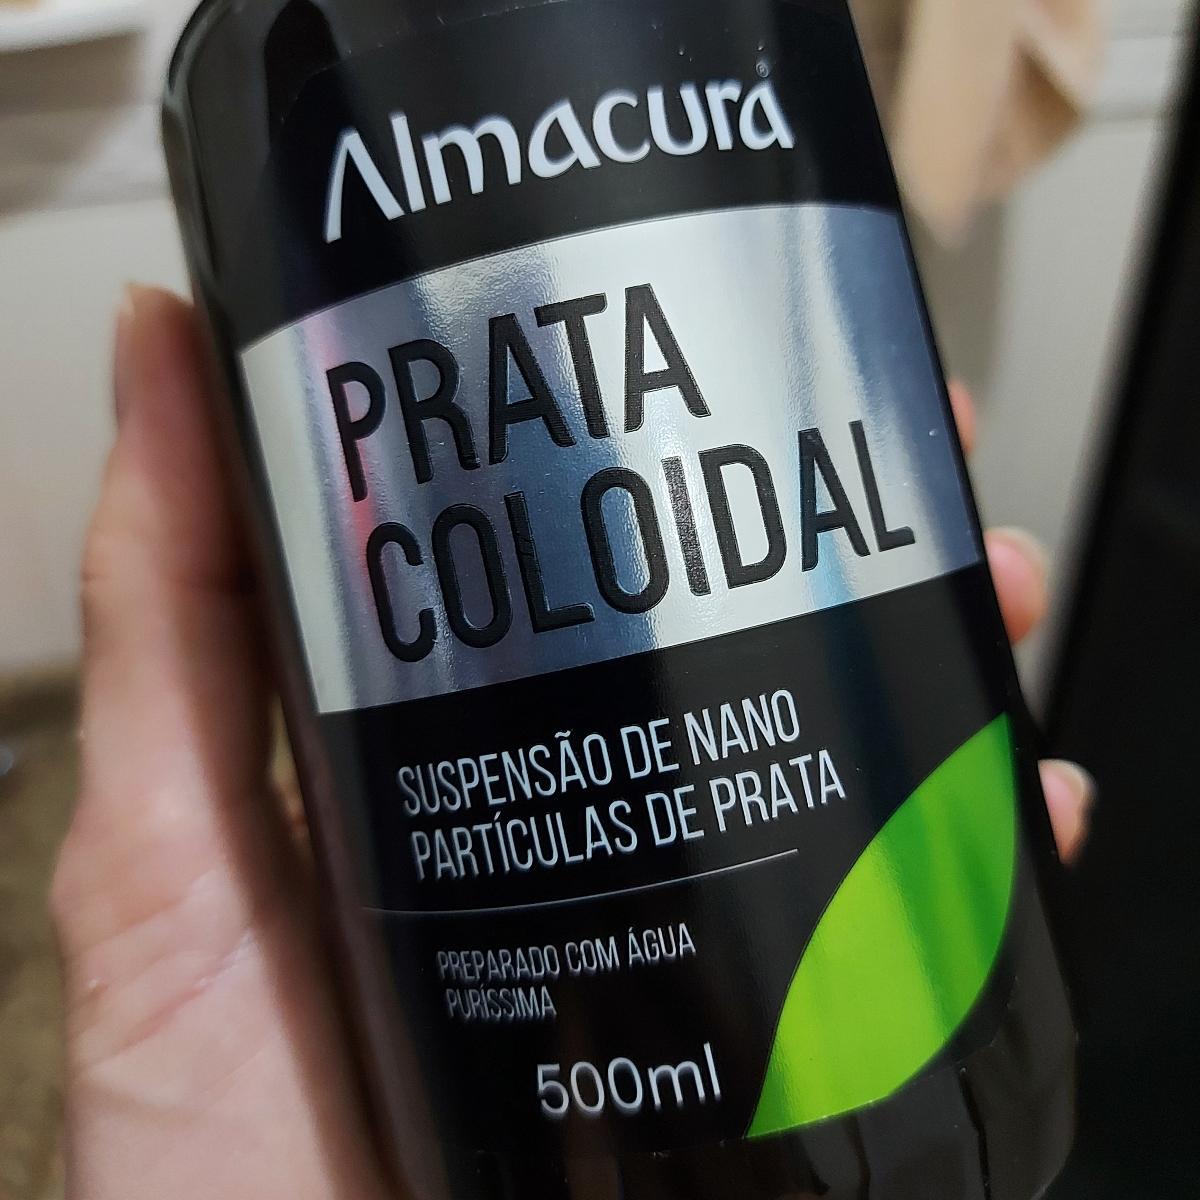 Almacura®
PRATA
COLOIDAL
SUSPENSÃO DE NANO
PARTÍCULAS DE PRATA
PREPARADO COM ÁGUA
PURÍSSIMA
500ml